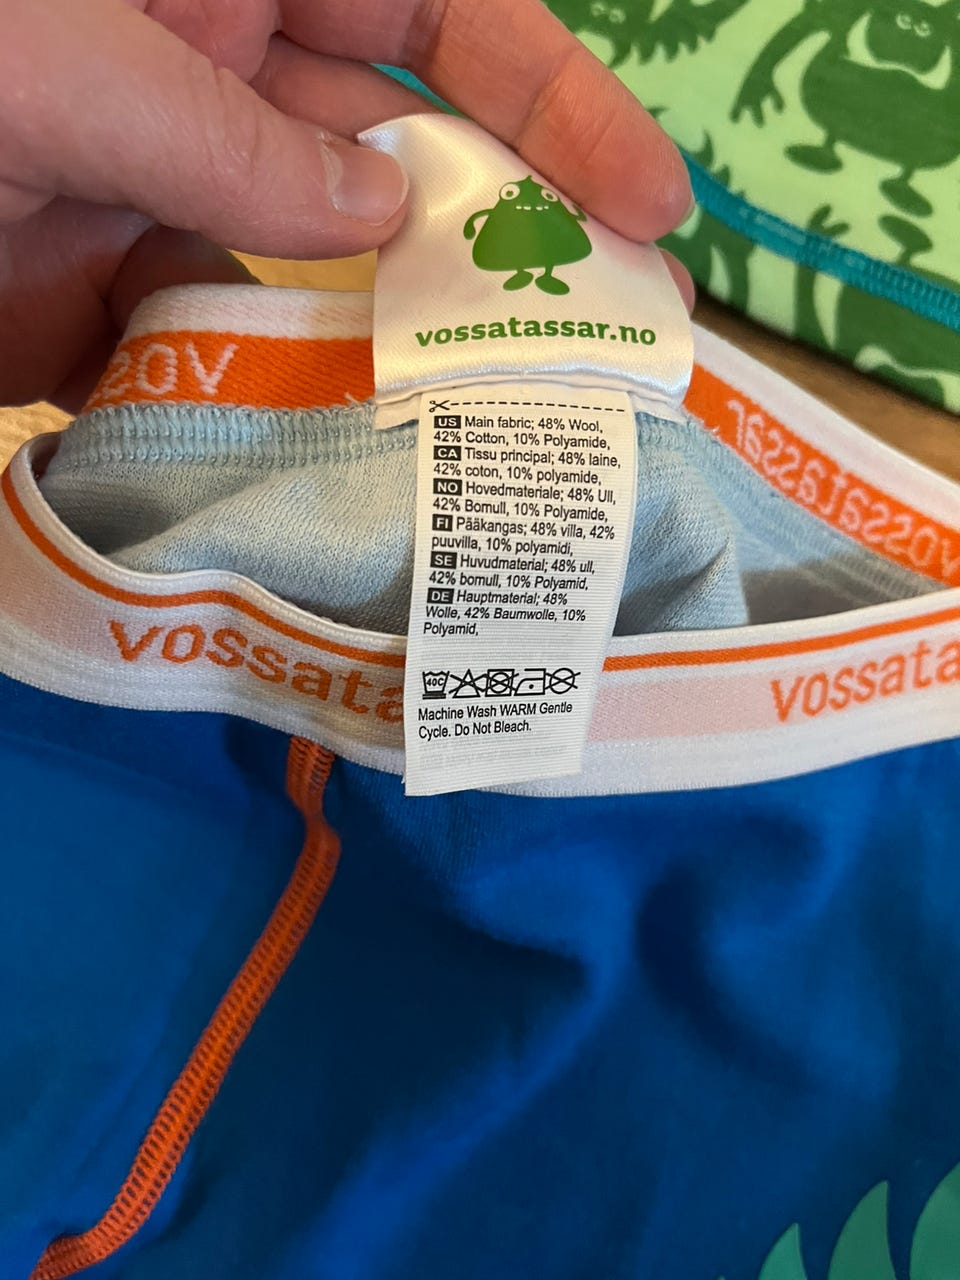 vossatassar.no
US Main fabric; 48% Wool,
42% Cotton, 10% Polyamide,
CA Tissu principal; 48% laine,
42% coton, 10% polyamide,
NO Hovedmateriale; 48% Ull,
42% Bomull, 10% Polyamide,
FI Pääkangas; 48% villa, 42%
puuvilla, 10% polyamidi,
SE Huvudmaterial; 48% ull,
42% bomull, 10% Polyamid,
DE Hauptmaterial; 48%
Wolle, 42% Baumwolle, 10%
Polyamid,
40C
Machine Wash WARM Gentle
Cycle. Do Not Bleach.
vossata
vossata
vossatassar
vos